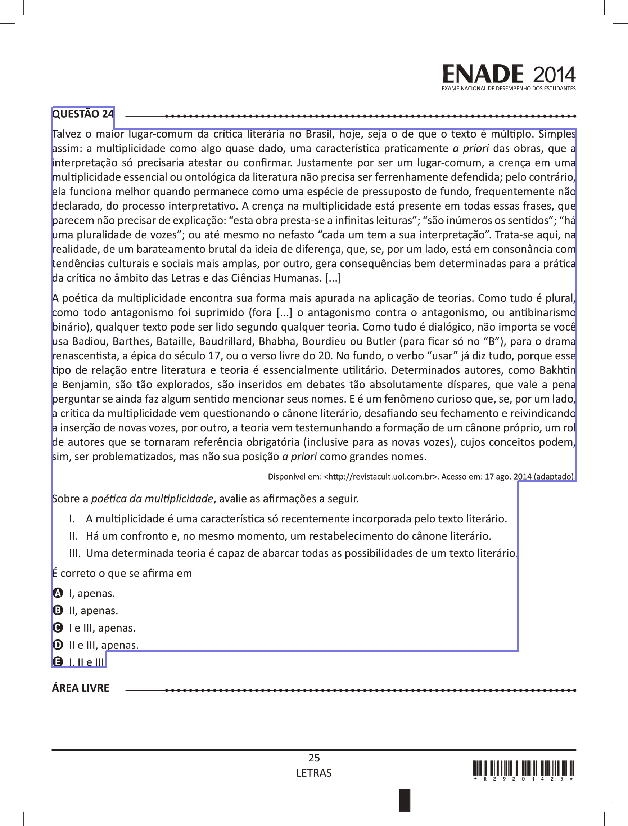 ENADE 2014
EXAME NACIONAL DE DESEMPENHO DOS ESTUDANTES
QUESTÃO 24
Talvez o maior lugar-comum da crítica literária no Brasil, hoje, seja o de que o texto é múltiplo. Simples
assim: a multiplicidade como algo quase dado, uma característica praticamente a priori das obras, que a
interpretação só precisaria atestar ou confirmar. Justamente por ser um lugar-comum, a crença em uma
multiplicidade essencial ou ontológica da literatura não precisa ser ferrenhamente defendida; pelo contrário,
ela funciona melhor quando permanece como uma espécie de pressuposto de fundo, frequentemente não
declarado, do processo interpretativo. A crença na multiplicidade está presente em todas essas frases, que
parecem não precisar de explicação: “esta obra presta-se a infinitas leituras”; “são inúmeros os sentidos”; “há
uma pluralidade de vozes”; ou até mesmo no nefasto “cada um tem a sua interpretação”. Trata-se aqui, na
realidade, de um barateamento brutal da ideia de diferença, que, se, por um lado, está em consonância com
tendências culturais e sociais mais amplas, por outro, gera consequências bem determinadas para a prática
da crítica no âmbito das Letras e das Ciências Humanas. [...]
A poética da multiplicidade encontra sua forma mais apurada na aplicação de teorias. Como tudo é plural,
como todo antagonismo foi suprimido (fora [...] o antagonismo contra o antagonismo, ou antibinarismo
binário), qualquer texto pode ser lido segundo qualquer teoria. Como tudo é dialógico, não importa se você
usa Badiou, Barthes, Bataille, Baudrillard, Bhabha, Bourdieu ou Butler (para ficar só no “B”), para o drama
renascentista, a épica do século 17, ou o verso livre do 20. No fundo, o verbo “usar” já diz tudo, porque esse
tipo de relação entre literatura e teoria é essencialmente utilitário. Determinados autores, como Bakhtin
e Benjamin, são tão explorados, são inseridos em debates tão absolutamente díspares, que vale a pena
perguntar se ainda faz algum sentido mencionar seus nomes. E é um fenômeno curioso que, se, por um lado,
a crítica da multiplicidade vem questionando o cânone literário, desafiando seu fechamento e reivindicando
a inserção de novas vozes, por outro, a teoria vem testemunhando a formação de um cânone próprio, um rol
de autores que se tornaram referência obrigatória (inclusive para as novas vozes), cujos conceitos podem,
sim, ser problematizados, mas não sua posição a priori como grandes nomes.
Disponível em: <http://revistacult.uol.com.br>. Acesso em: 17 ago. 2014 (adaptado).
Sobre a poética da multiplicidade, avalie as afirmações a seguir.
I. A multiplicidade é uma característica só recentemente incorporada pelo texto literário.
II. Há um confronto e, no mesmo momento, um restabelecimento do cânone literário.
III. Uma determinada teoria é capaz de abarcar todas as possibilidades de um texto literário.
É correto o que se afirma em
A I, apenas.
B II, apenas.
C I e III, apenas.
D II e III, apenas.
E I, II e III.
ÁREA LIVRE
25
LETRAS
*R2920142 5*